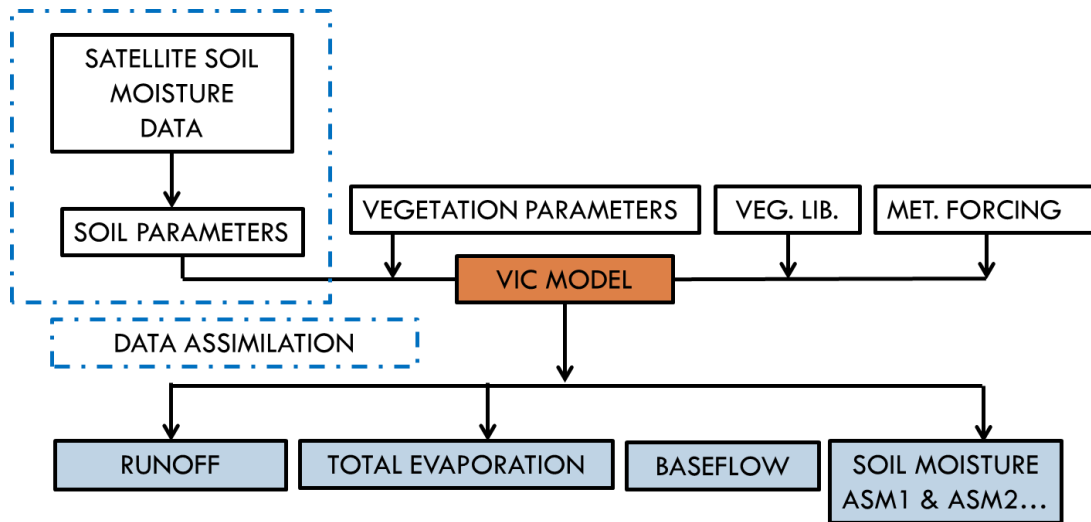 SATELLITE SOIL
MOISTURE
DATA
SOIL PARAMETERS
VEGETATION PARAMETERS
VEG. LIB.
MET. FORCING
VIC MODEL
DATA ASSIMILATION
RUNOFF
TOTAL EVAPORATION
BASEFLOW
SOIL MOISTURE
ASM1 & ASM2...